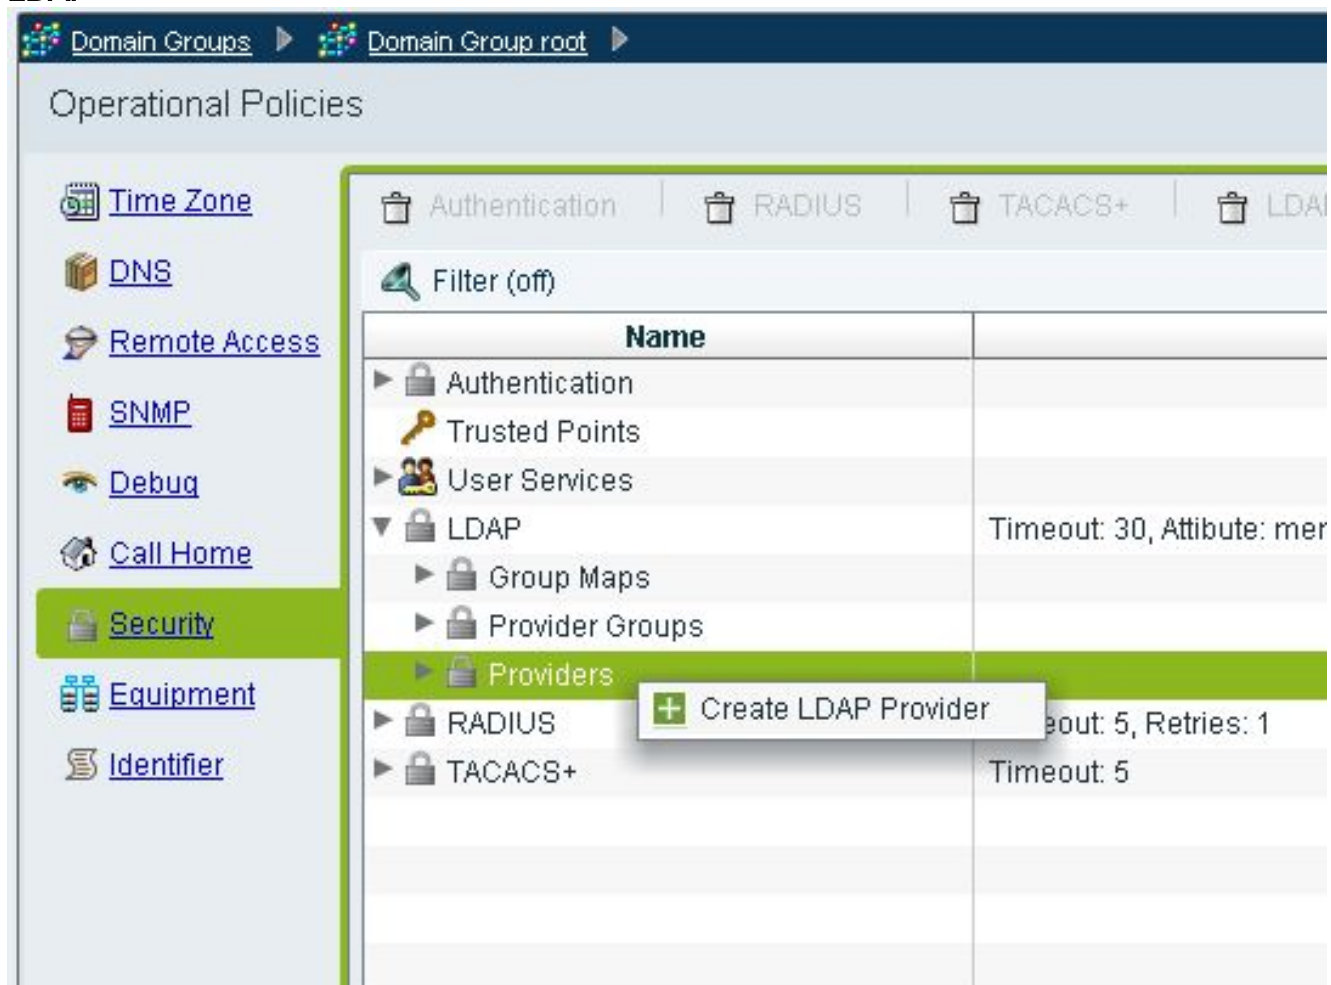 Domain Groups Domain Group root
Operational Policies
Time Zone
DNS
Remote Access
SNMP
Debug
Call Home
Security
Equipment
Identifier
Authentication RADIUS TACACS+
Filter (off)
Name
Authentication
Trusted Points
User Services
LDAP Timeout: 30, Attibute:
Group Maps
Provider Groups
Providers
Create LDAP Provider
RADIUS 5, Retries: 1
TACACS+ Timeout: 5